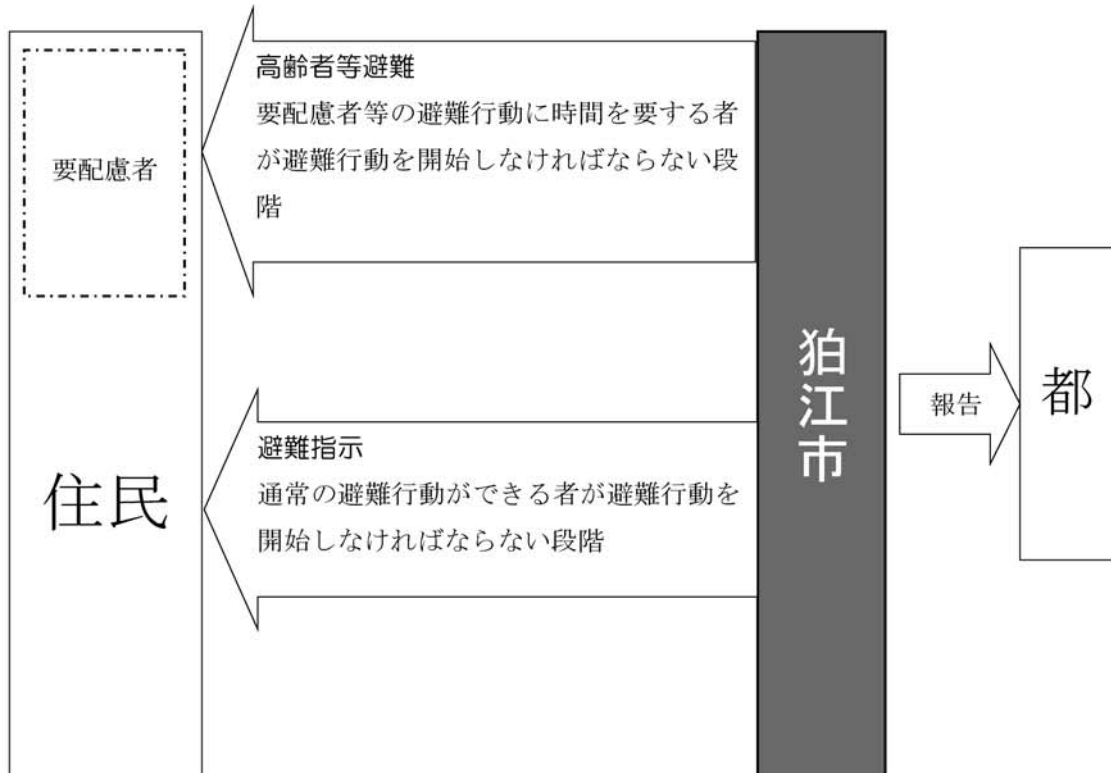 要配慮者
住民
高齢者等避難
要配慮者等の避難行動に時間を要する者
が避難行動を開始しなければならない段
階
避難指示
通常の避難行動ができる者が避難行動を
開始しなければならない段階
狛江市
報告
都